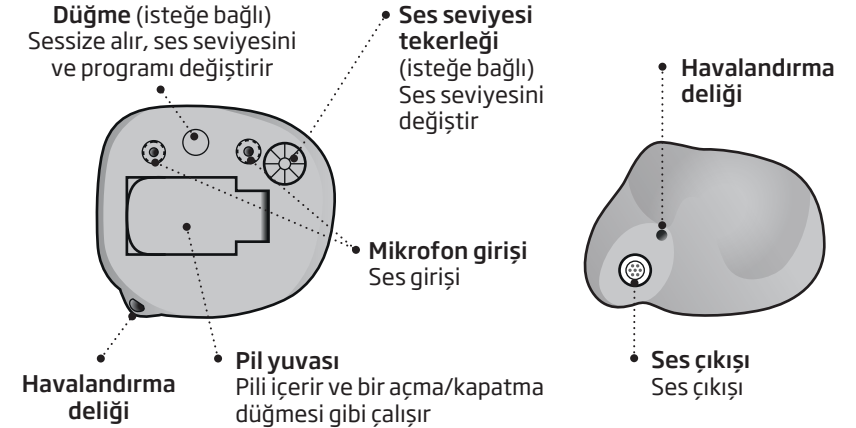 Düğme (isteğe bağlı)
Sessize alır, ses seviyesini
ve programı değiştirir
Ses seviyesi
tekerleği
(isteğe bağlı)
Ses seviyesini
değiştir
Havalandırma
deliği
Mikrofon girişi
Ses girişi
Havalandırma
deliği
Pil yuvası
Pili içerir ve bir açma/kapatma
düğmesi gibi çalışır
Ses çıkışı
Ses çıkışı